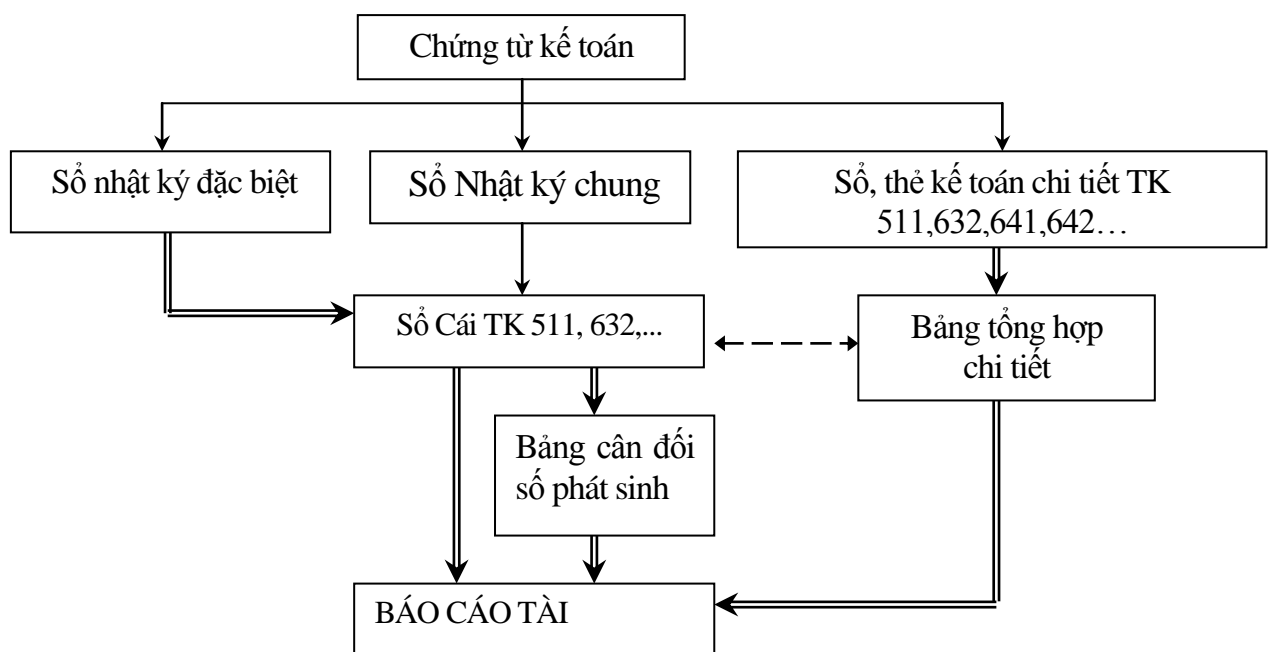 Chứng từ kế toán
Sổ nhật ký đặc biệt
Sổ Nhật ký chung
Sổ, thẻ kế toán chi tiết TK
511,632,641,642…
Sổ Cái TK 511, 632,...
Bảng tổng hợp
chi tiết
Bảng cân đối
số phát sinh
BÁO CÁO TÀI